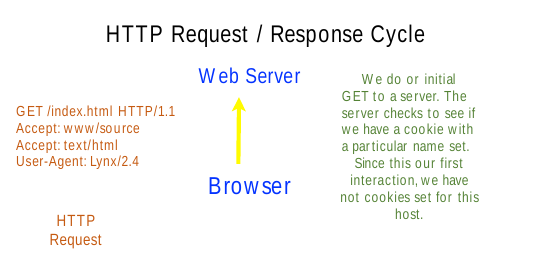 HTTP Request / Response Cycle
Web Server
GET /index.html HTTP/1.1
Accept: www/source
Accept: text/html
User-Agent: Lynx/2.4
Browser
HTTP
Request
We do or initial
GET to a server. The
server checks to see if
we have a cookie with
a particular name set.
Since this our first
interaction, we have
not cookies set for this
host.